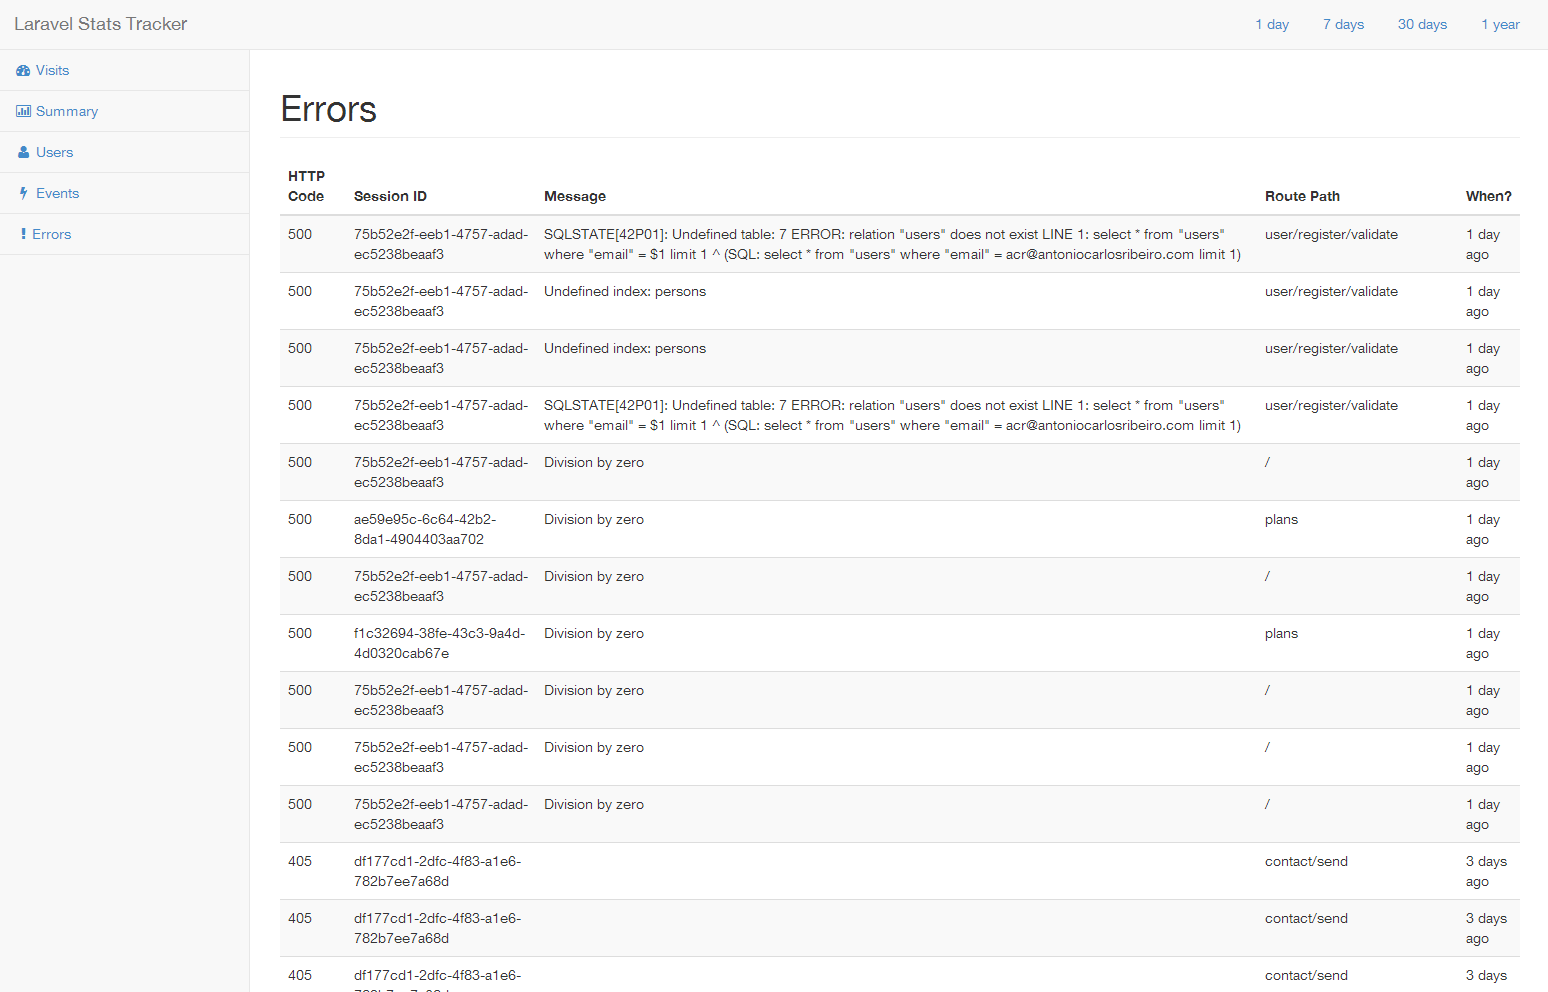 Laravel Stats Tracker
1 day 7 days 30 days 1 year
Visits
Summary
Users
Events
Errors
Errors
HTTP Code Session ID Message Route Path When?
500 75b52e2f-eeb1-4757-adad- SQLSTATE[42P01]: Undefined table: 7 ERROR: relation "users" does not exist LINE 1: select * from "users" user/register/validate 1 day
ec5238beaaf3 where "email" = $1 limit 1 ^ (SQL: select * from "users" where "email" = acr@antoniocarlosribeiro.com limit 1) ago
500 75b52e2f-eeb1-4757-adad- Undefined index: persons user/register/validate 1 day
ec5238beaaf3 ago
500 75b52e2f-eeb1-4757-adad- Undefined index: persons user/register/validate 1 day
ec5238beaaf3 ago
500 75b52e2f-eeb1-4757-adad- SQLSTATE[42P01]: Undefined table: 7 ERROR: relation "users" does not exist LINE 1: select * from "users" user/register/validate 1 day
ec5238beaaf3 where "email" = $1 limit 1 ^ (SQL: select * from "users" where "email" = acr@antoniocarlosribeiro.com limit 1) ago
500 75b52e2f-eeb1-4757-adad- Division by zero / 1 day
ec5238beaaf3 ago
500 ae59e95c-6c64-42b2- Division by zero plans 1 day
8da1-4904403aa702 ago
500 75b52e2f-eeb1-4757-adad- Division by zero / 1 day
ec5238beaaf3 ago
500 f1c32694-38fe-43c3-9a4d- Division by zero plans 1 day
4d0320cab67e ago
500 75b52e2f-eeb1-4757-adad- Division by zero / 1 day
ec5238beaaf3 ago
500 75b52e2f-eeb1-4757-adad- Division by zero / 1 day
ec5238beaaf3 ago
500 75b52e2f-eeb1-4757-adad- Division by zero / 1 day
ec5238beaaf3 ago
405 df177cd1-2dfc-4f83-a1e6- contact/send 3 days
782b7ee7a68d ago
405 df177cd1-2dfc-4f83-a1e6- contact/send 3 days
782b7ee7a68d ago
405 df177cd1-2dfc-4f83-a1e6- contact/send 3 days